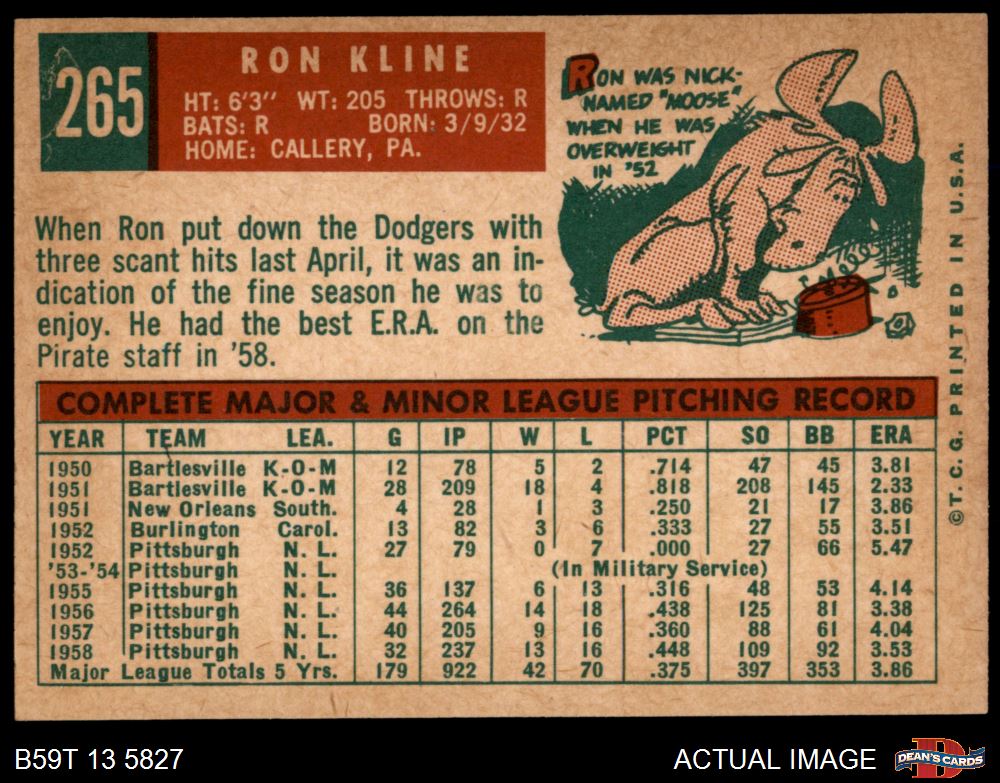 265
RON KLINE
HT: 6'3" WT: 205 THROWS: R
BATS: R BORN: 3/9/32
HOME: CALLERY, PA.
RON WAS NICK-
NAMED "MOOSE"
WHEN HE WAS
OVERWEIGHT
IN '52
When Ron put down the Dodgers with
three scant hits last April, it was an in-
dication of the fine season he was to
enjoy. He had the best E.R.A. on the
Pirate staff in '58.
COMPLETE MAJOR & MINOR LEAGUE PITCHING RECORD
YEAR TEAM LEA. G IP W L PCT SO BB ERA
1950 Bartlesville K-O-M 12 78 5 2 .714 47 45 3.81
1951 Bartlesville K-O-M 28 209 18 4 .818 208 145 2.33
1951 New Orleans South. 4 28 1 3 .250 21 17 3.86
1952 Burlington Carol. 13 82 3 6 .333 27 55 3.51
1952 Pittsburgh N. L. 27 79 0 7 .000 27 66 5.47
'53-'54 Pittsburgh N. L. (In Military Service)
1955 Pittsburgh N. L. 36 137 6 13 .316 48 53 4.14
1956 Pittsburgh N. L. 44 264 14 18 .438 125 81 3.38
1957 Pittsburgh N. L. 40 205 9 16 .360 88 61 4.04
1958 Pittsburgh N. L. 32 237 13 16 .448 109 92 3.53
Major League Totals 5 Yrs. 179 922 42 70 .375 397 353 3.86
©T.C.G. PRINTED IN U.S.A.
B59T 13 5827
ACTUAL IMAGE
D
DEAN'S CARDS